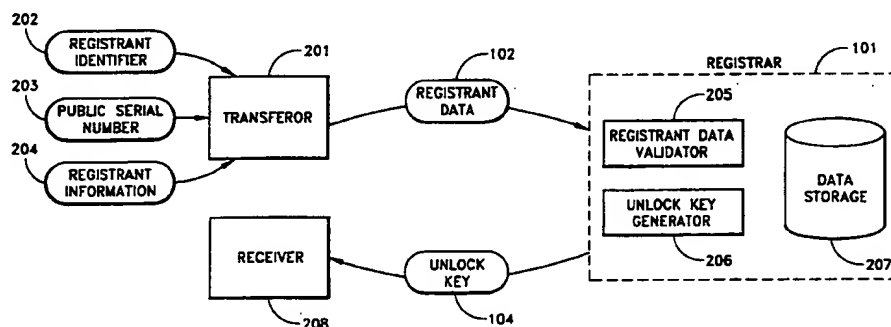 202
REGISTRANT
IDENTIFIER
203
PUBLIC SERIAL
NUMBER
204
REGISTRANT
INFORMATION
201
TRANSFEROR
102
REGISTRANT
DATA
REGISTRAR
101
205
REGISTRANT DATA
VALIDATOR
UNLOCK KEY
GENERATOR
206
DATA
STORAGE
207
RECEIVER
208
UNLOCK
KEY
104